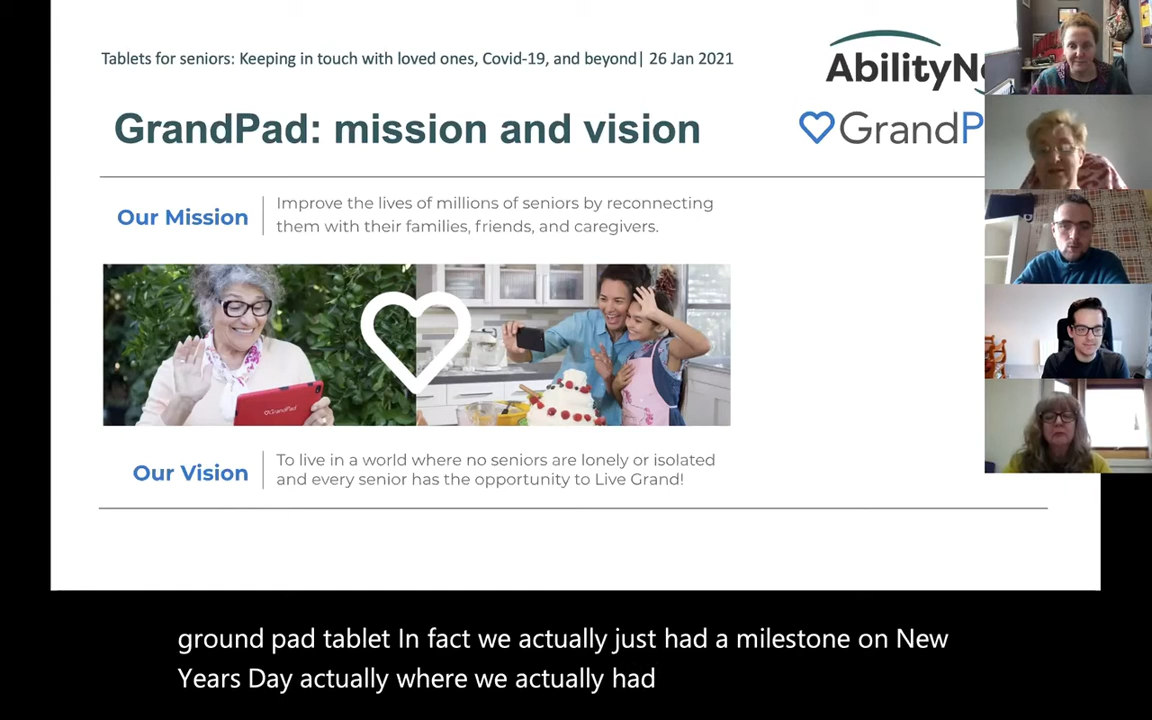 Tablets for seniors: Keeping in touch with loved ones, Covid-19, and beyond| 26 Jan 2021
AbilityN
GrandPad: mission and vision
GrandP
Our Mission
Improve the lives of millions of seniors by reconnecting
them with their families, friends, and caregivers.
GrandPad
Our Vision
To live in a world where no seniors are lonely or isolated
and every senior has the opportunity to Live Grand!
ground pad tablet In fact we actually just had a milestone on New
Years Day actually where we actually had